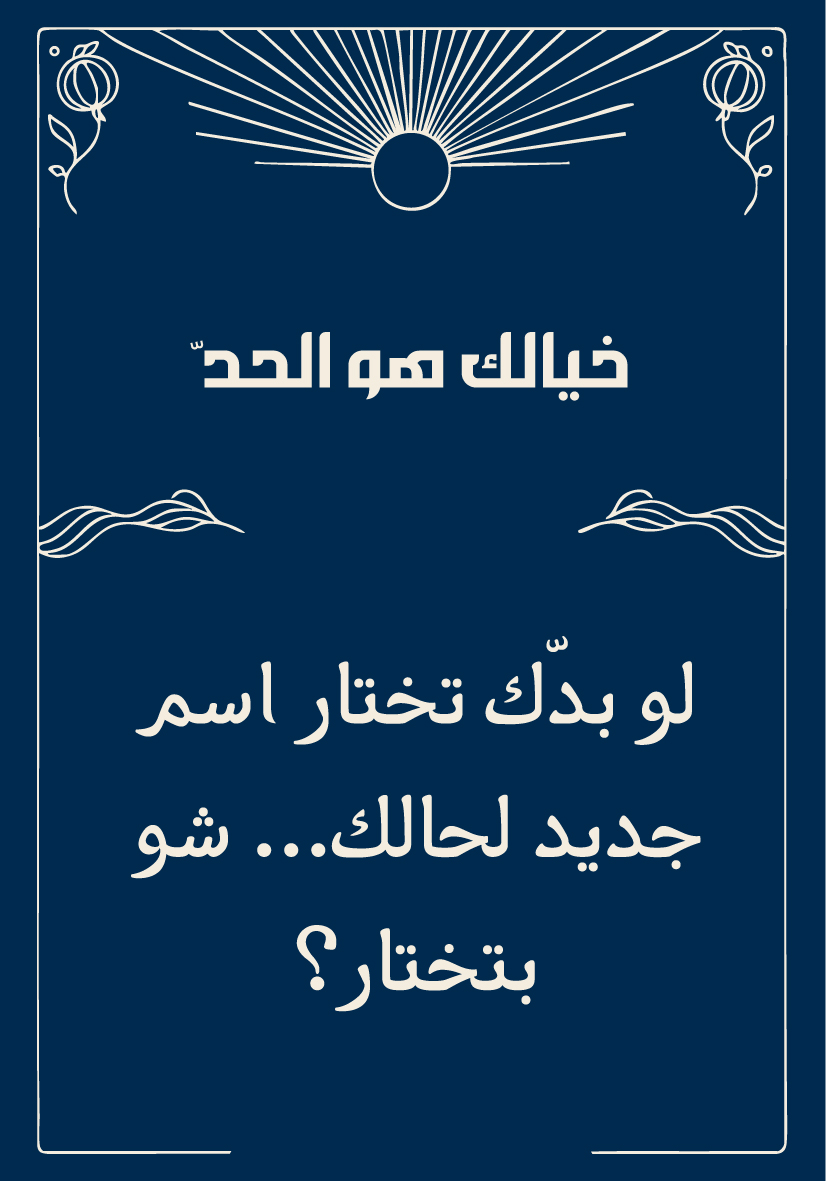 خيالك هو الحدّ
لو بدّك تختار اسم
جديد لحالك... شو
بتختار؟